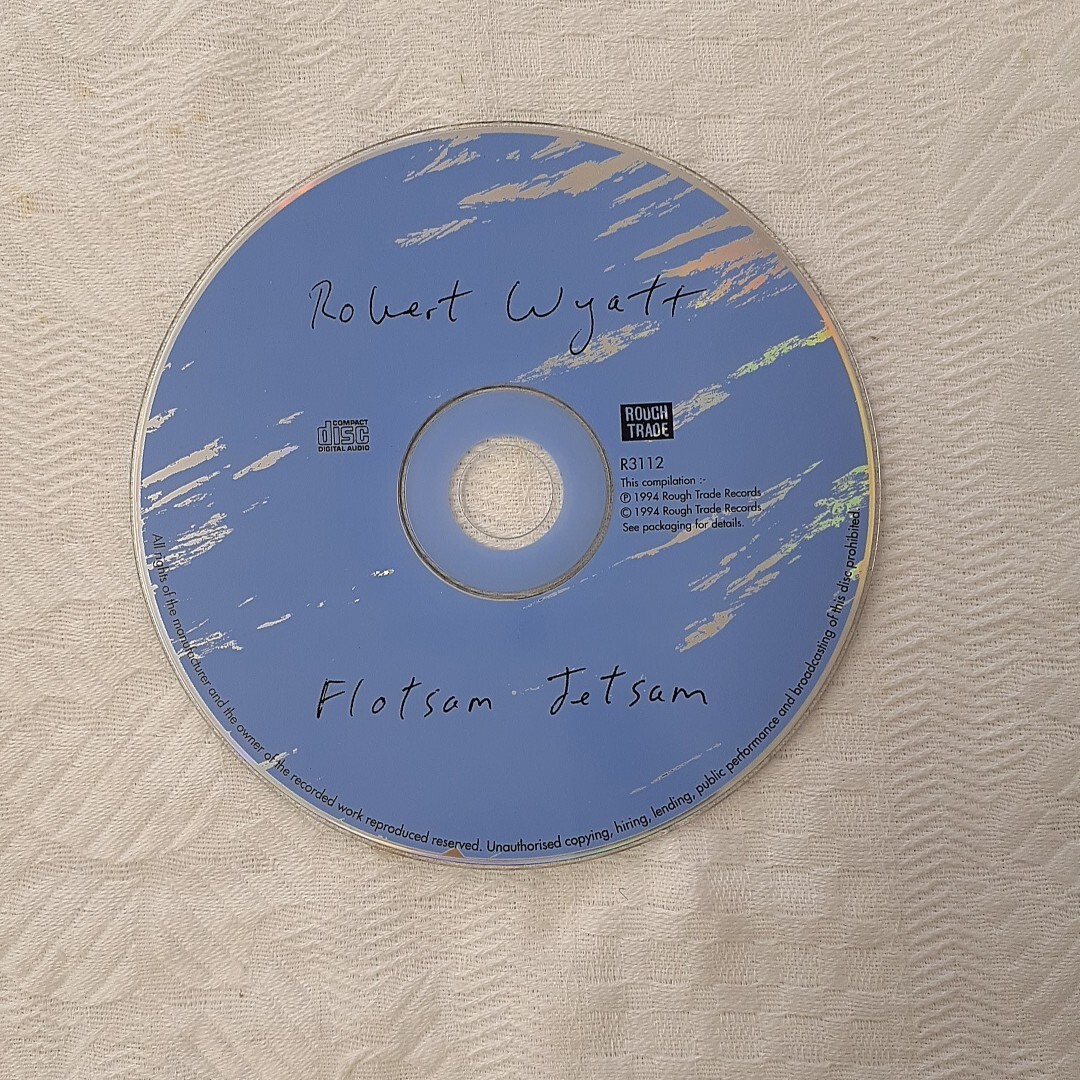 Robert Wyatt
COMPACT
disc
DIGITAL AUDIO
ROUGH
TRADE
R3112
This compilation :-
℗ 1994 Rough Trade Records
© 1994 Rough Trade Records
See packaging for details.
Flotsam Jetsam
All rights of the manufacturer and the owner of the recorded work reproduced reserved. Unauthorised copying, hiring, lending, public performance and broadcasting of this disc prohibited.